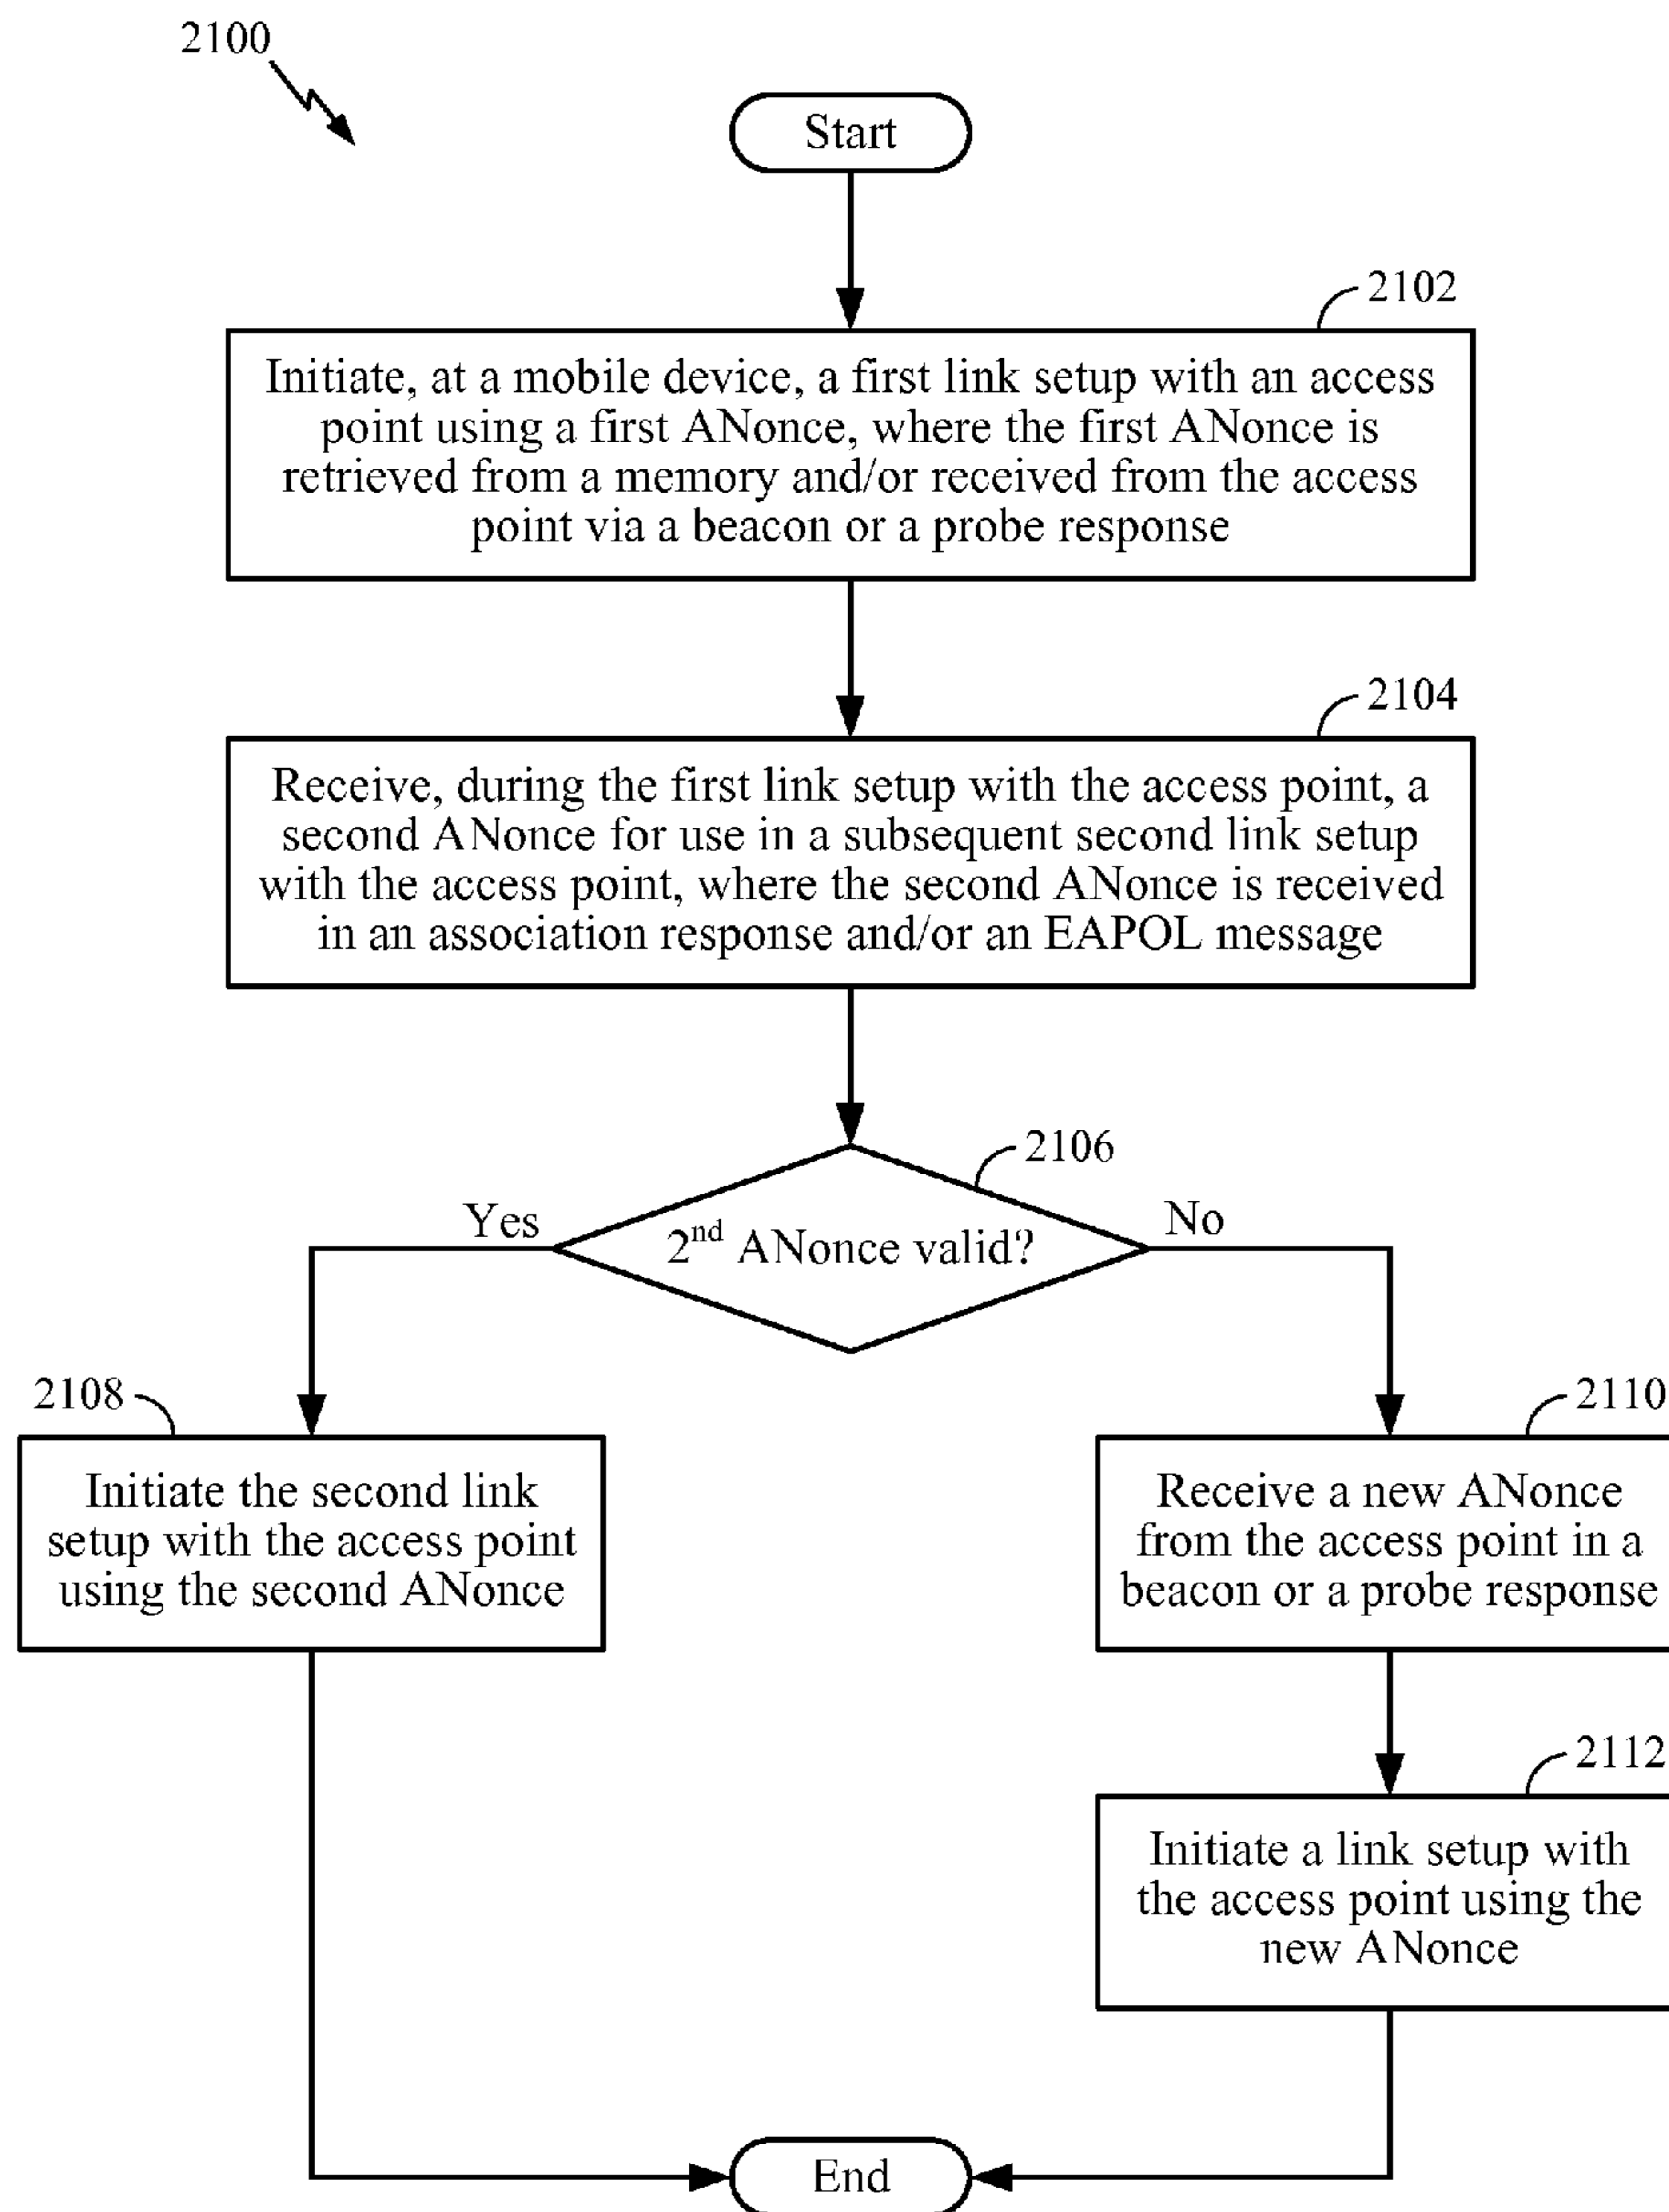 2100
Start
2102
Initiate, at a mobile device, a first link setup with an access
point using a first ANonce, where the first ANonce is
retrieved from a memory and/or received from the access
point via a beacon or a probe response
2104
Receive, during the first link setup with the access point, a
second ANonce for use in a subsequent second link setup
with the access point, where the second ANonce is received
in an association response and/or an EAPOL message
2106
Yes
2nd ANonce valid?
No
2108
Initiate the second link
setup with the access point
using the second ANonce
2110
Receive a new ANonce
from the access point in a
beacon or a probe response
2112
Initiate a link setup with
the access point using the
new ANonce
End